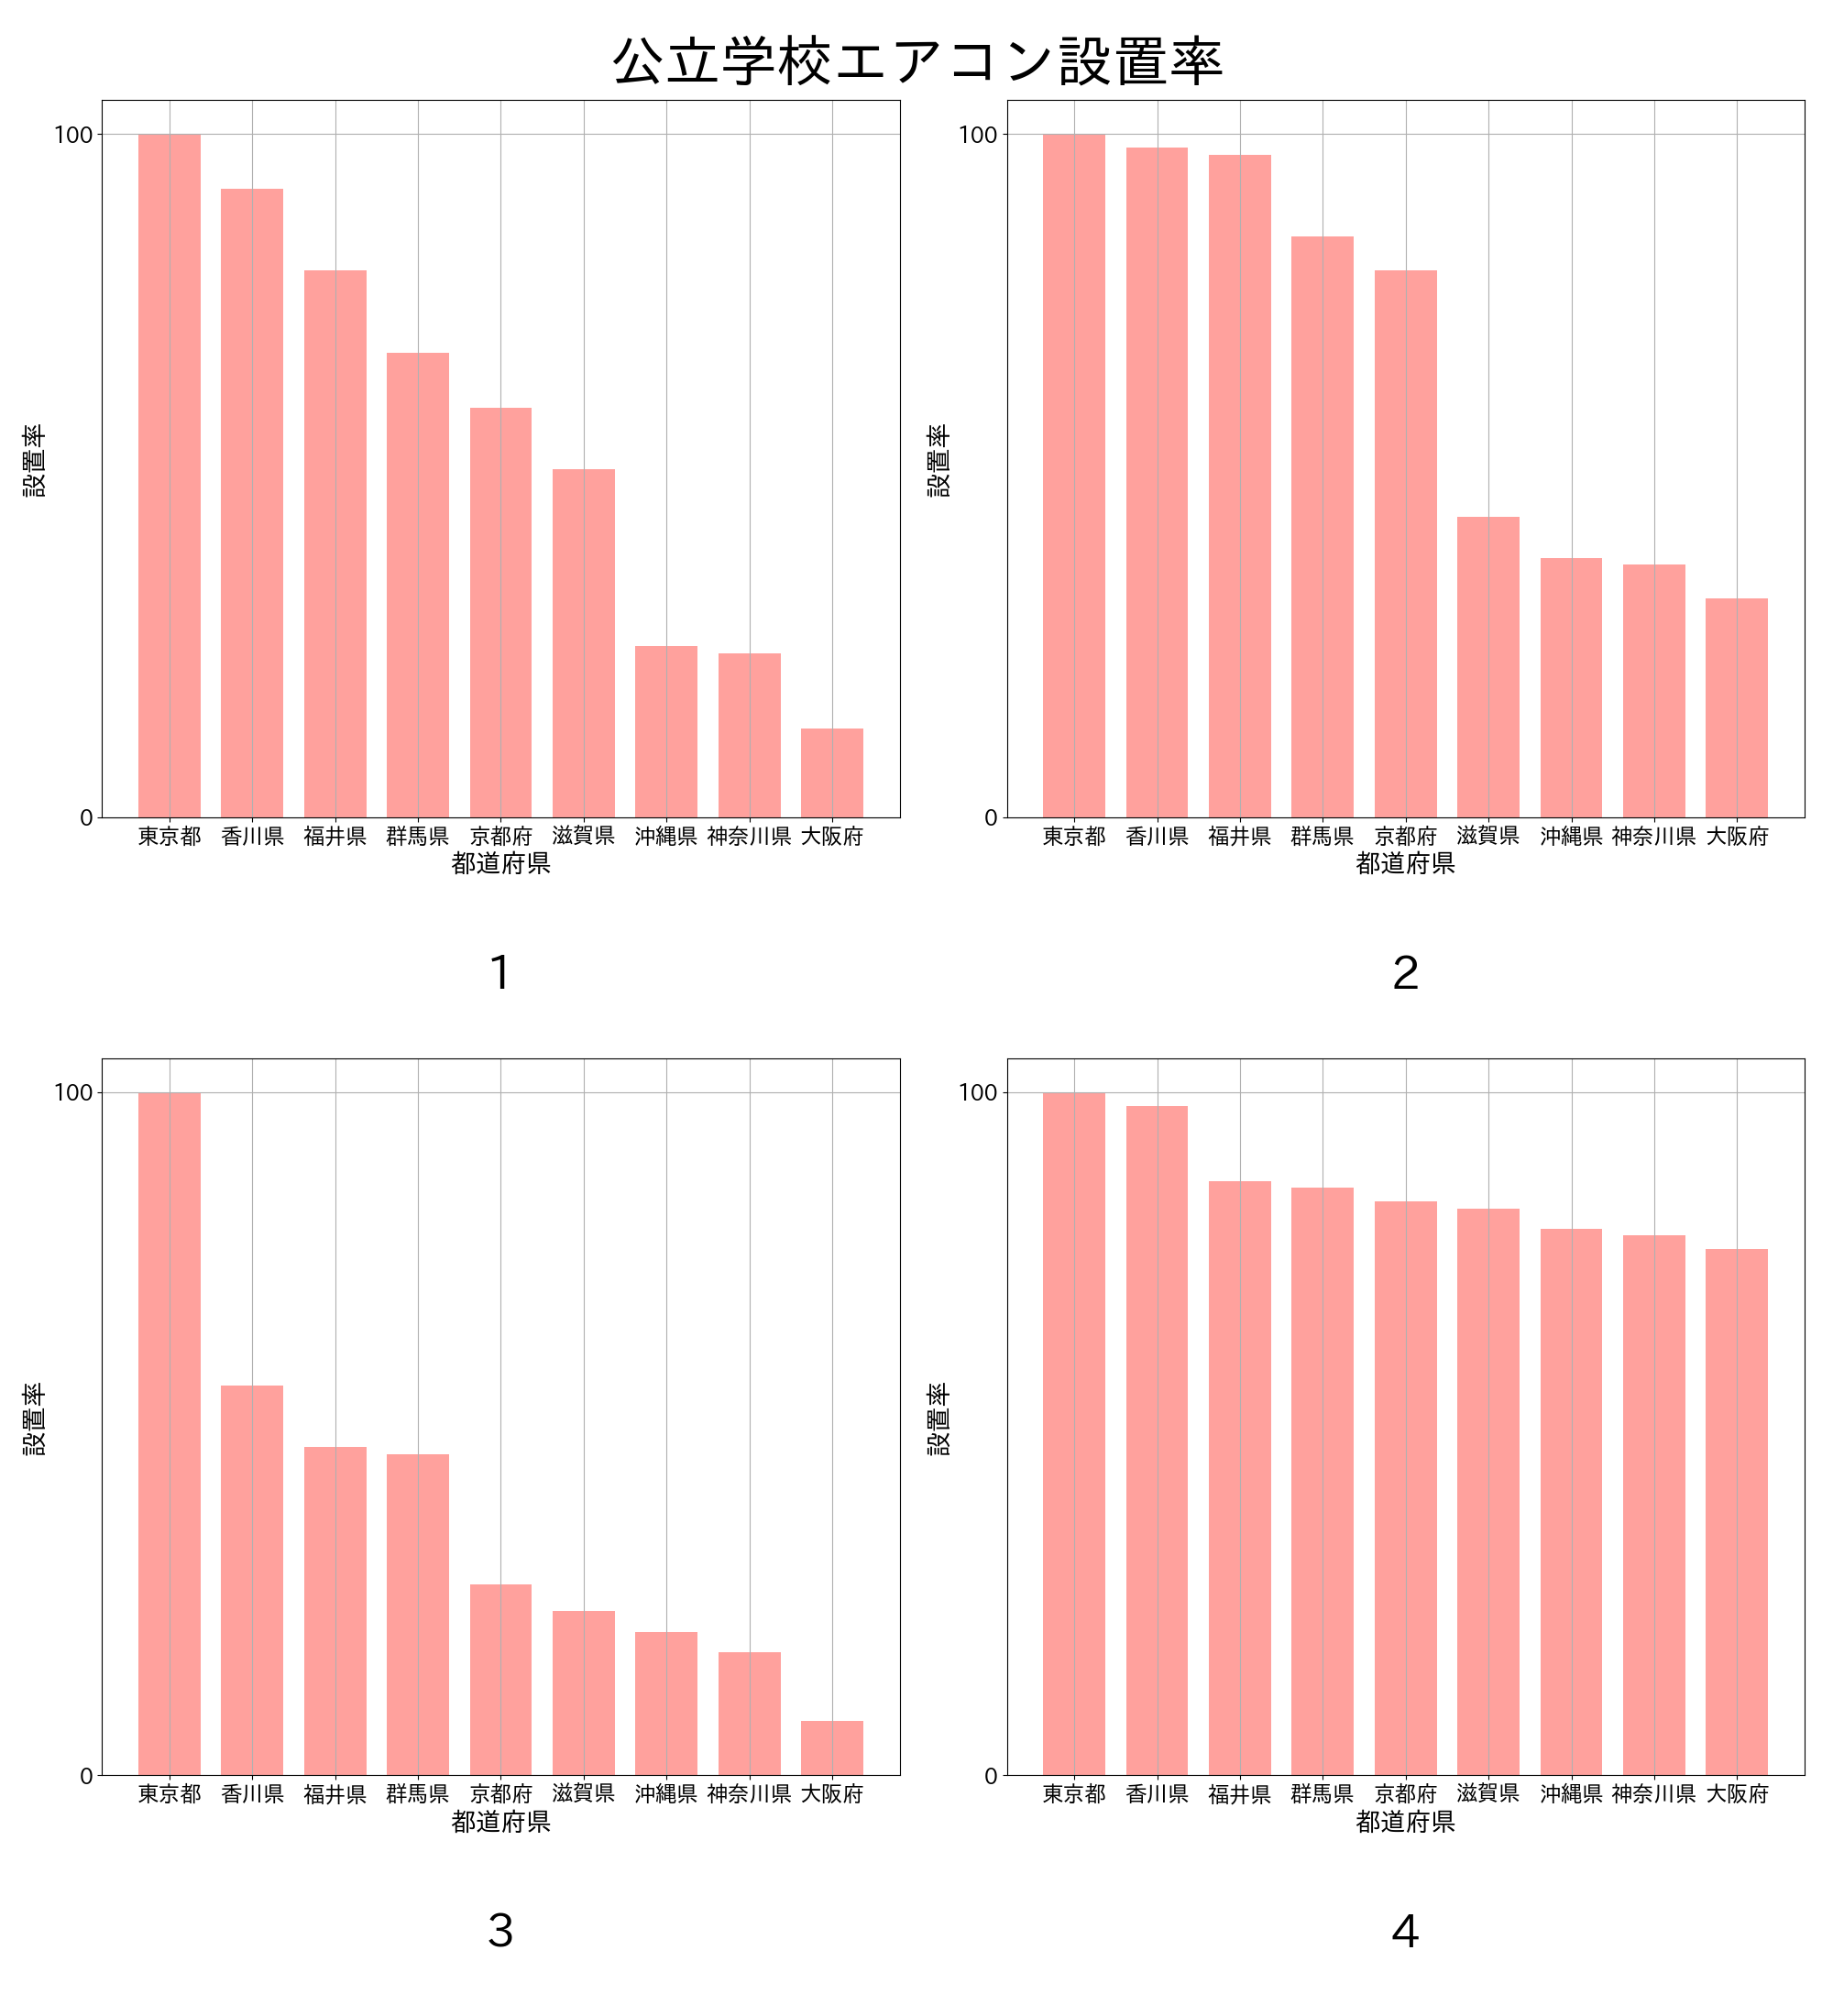 公立学校エアコン設置率
100
設置率
0
東京都 香川県 福井県 群馬県 京都府 滋賀県 沖縄県 神奈川県 大阪府
都道府県
1
100
設置率
0
東京都 香川県 福井県 群馬県 京都府 滋賀県 沖縄県 神奈川県 大阪府
都道府県
2
100
設置率
0
東京都 香川県 福井県 群馬県 京都府 滋賀県 沖縄県 神奈川県 大阪府
都道府県
3
100
設置率
0
東京都 香川県 福井県 群馬県 京都府 滋賀県 沖縄県 神奈川県 大阪府
都道府県
4